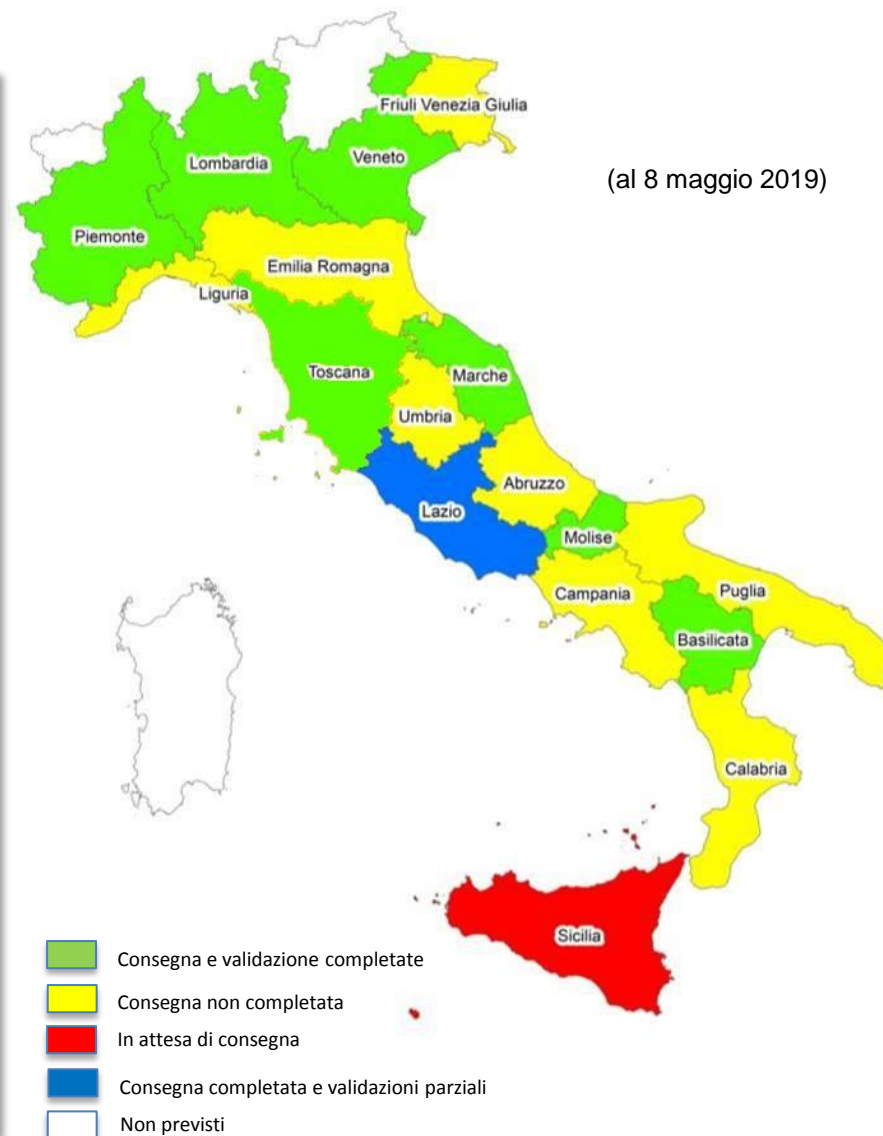 Friuli Venezia Giulia
Lombardia
Veneto
(al 8 maggio 2019)
Piemonte
Emilia Romagna
Liguria
Toscana
Marche
Umbria
Abruzzo
Lazio
Molise
Campania
Puglia
Basilicata
Calabria
Sicilia
Consegna e validazione completate
Consegna non completata
In attesa di consegna
Consegna completata e validazioni parziali
Non previsti